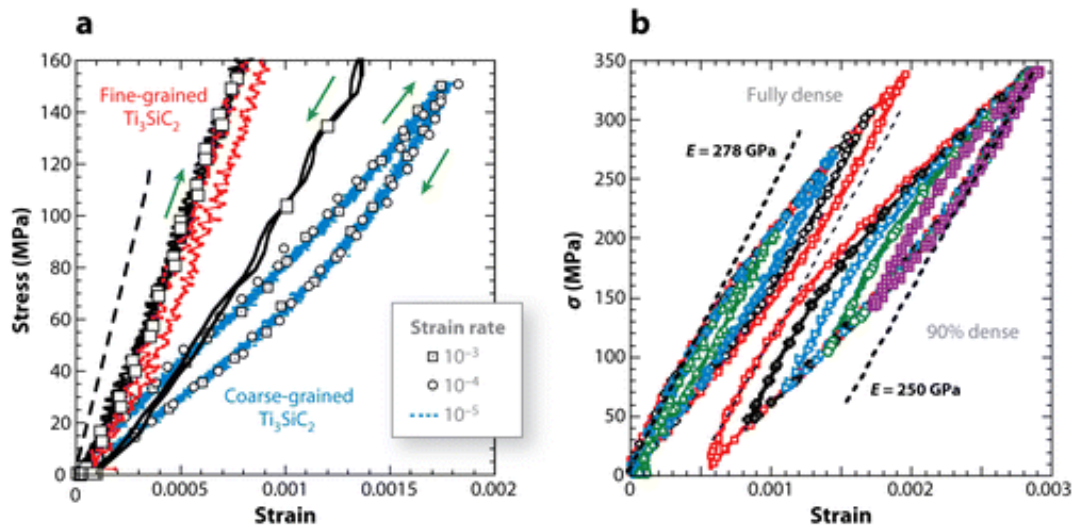 a
160
140
120
100
80
60
40
20
0
Stress (MPa)
Fine-grained
Ti₃SiC₂
Coarse-grained
Ti₃SiC₂
Strain rate
10⁻³
10⁻⁴
10⁻⁵
0
0.0005
0.001
0.0015
0.002
Strain
b
350
300
250
200
150
100
50
0
σ (MPa)
Fully dense
E = 278 GPa
90% dense
E = 250 GPa
0
0.001
0.002
0.003
Strain